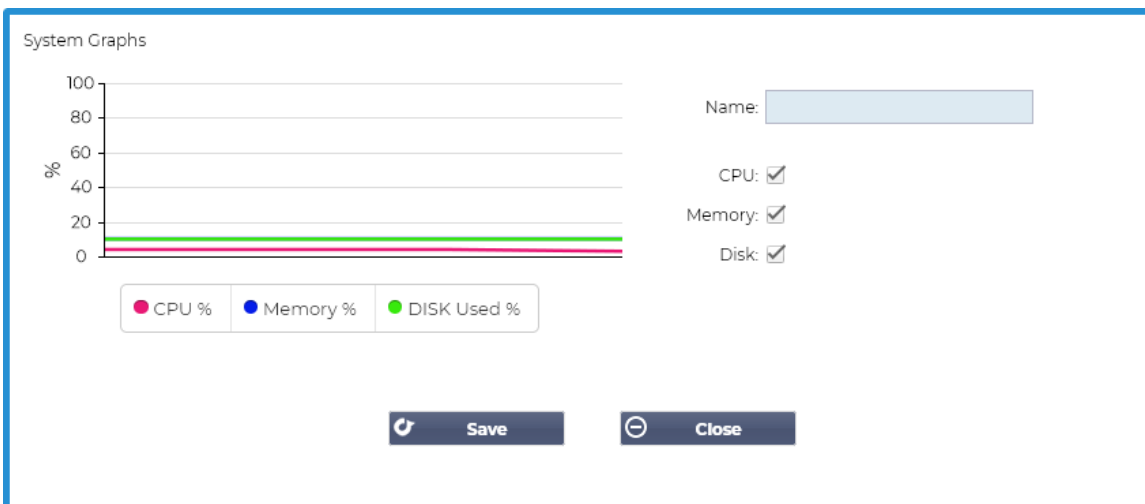 System Graphs
100
80
60
40
20
0
%
CPU %
Memory %
DISK Used %
Name:
CPU:
Memory:
Disk:
Save
Close